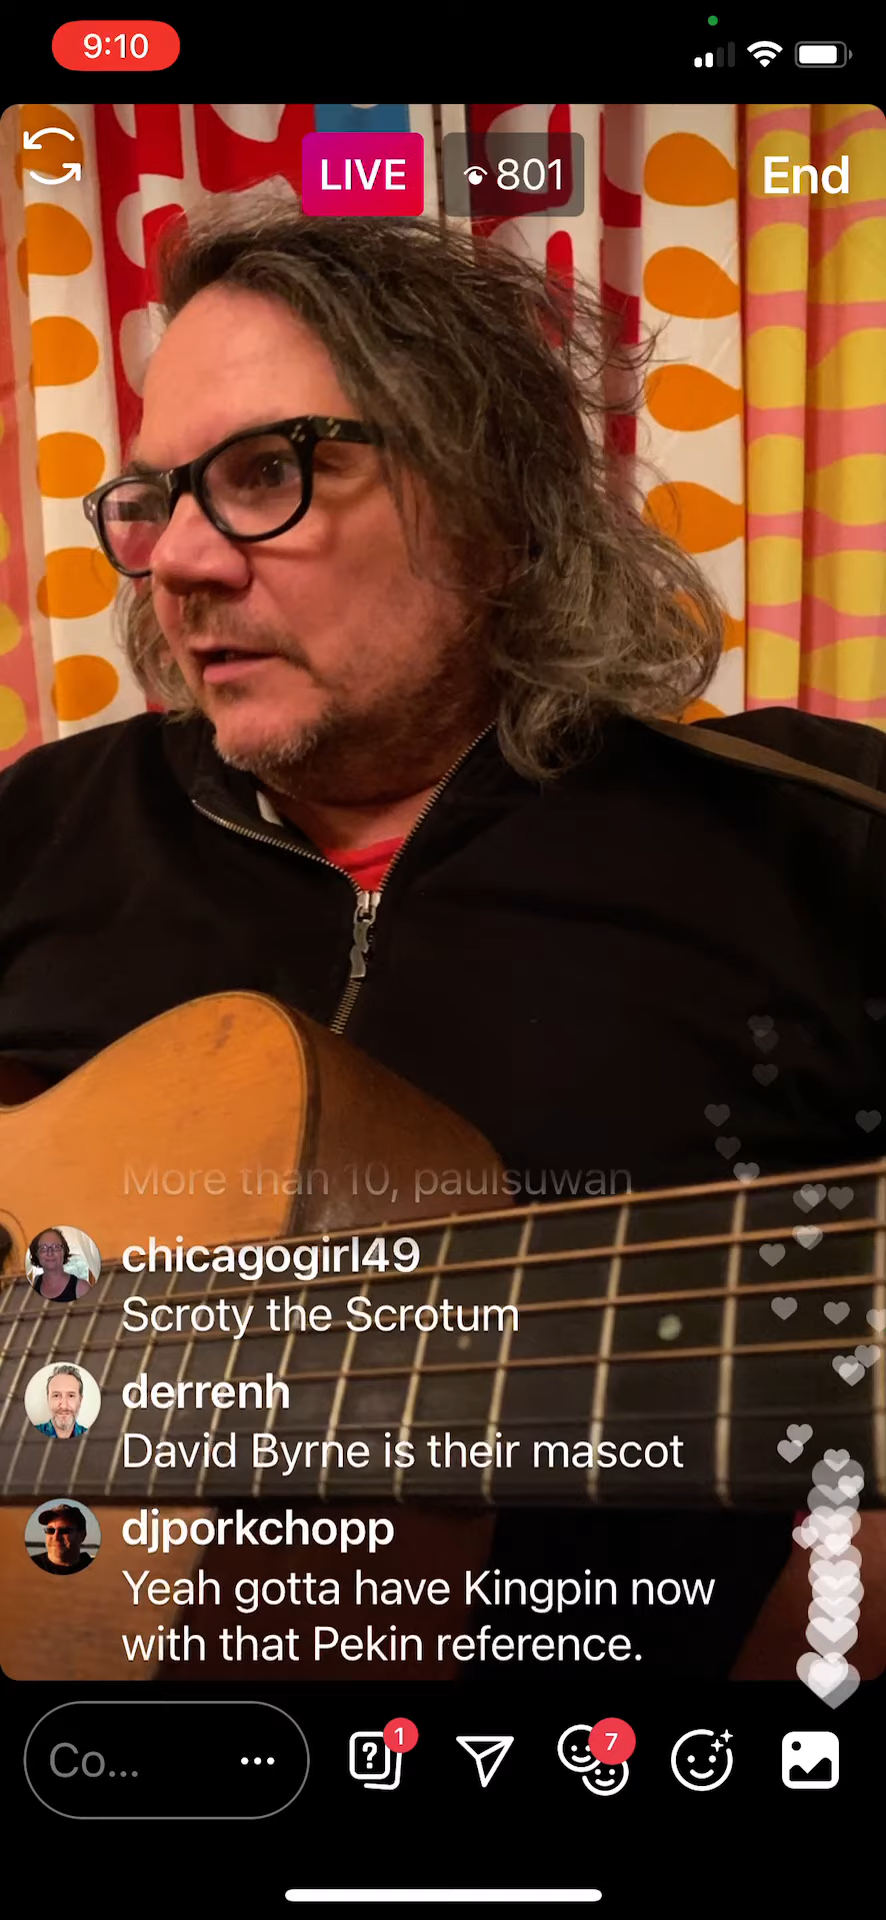 9:10
LIVE
801
End
More than 10, paulsuwan
chicagogirl49
Scroty the Scrotum
derrenh
David Byrne is their mascot
djporkchopp
Yeah gotta have Kingpin now
with that Pekin reference.
Co...
1
7